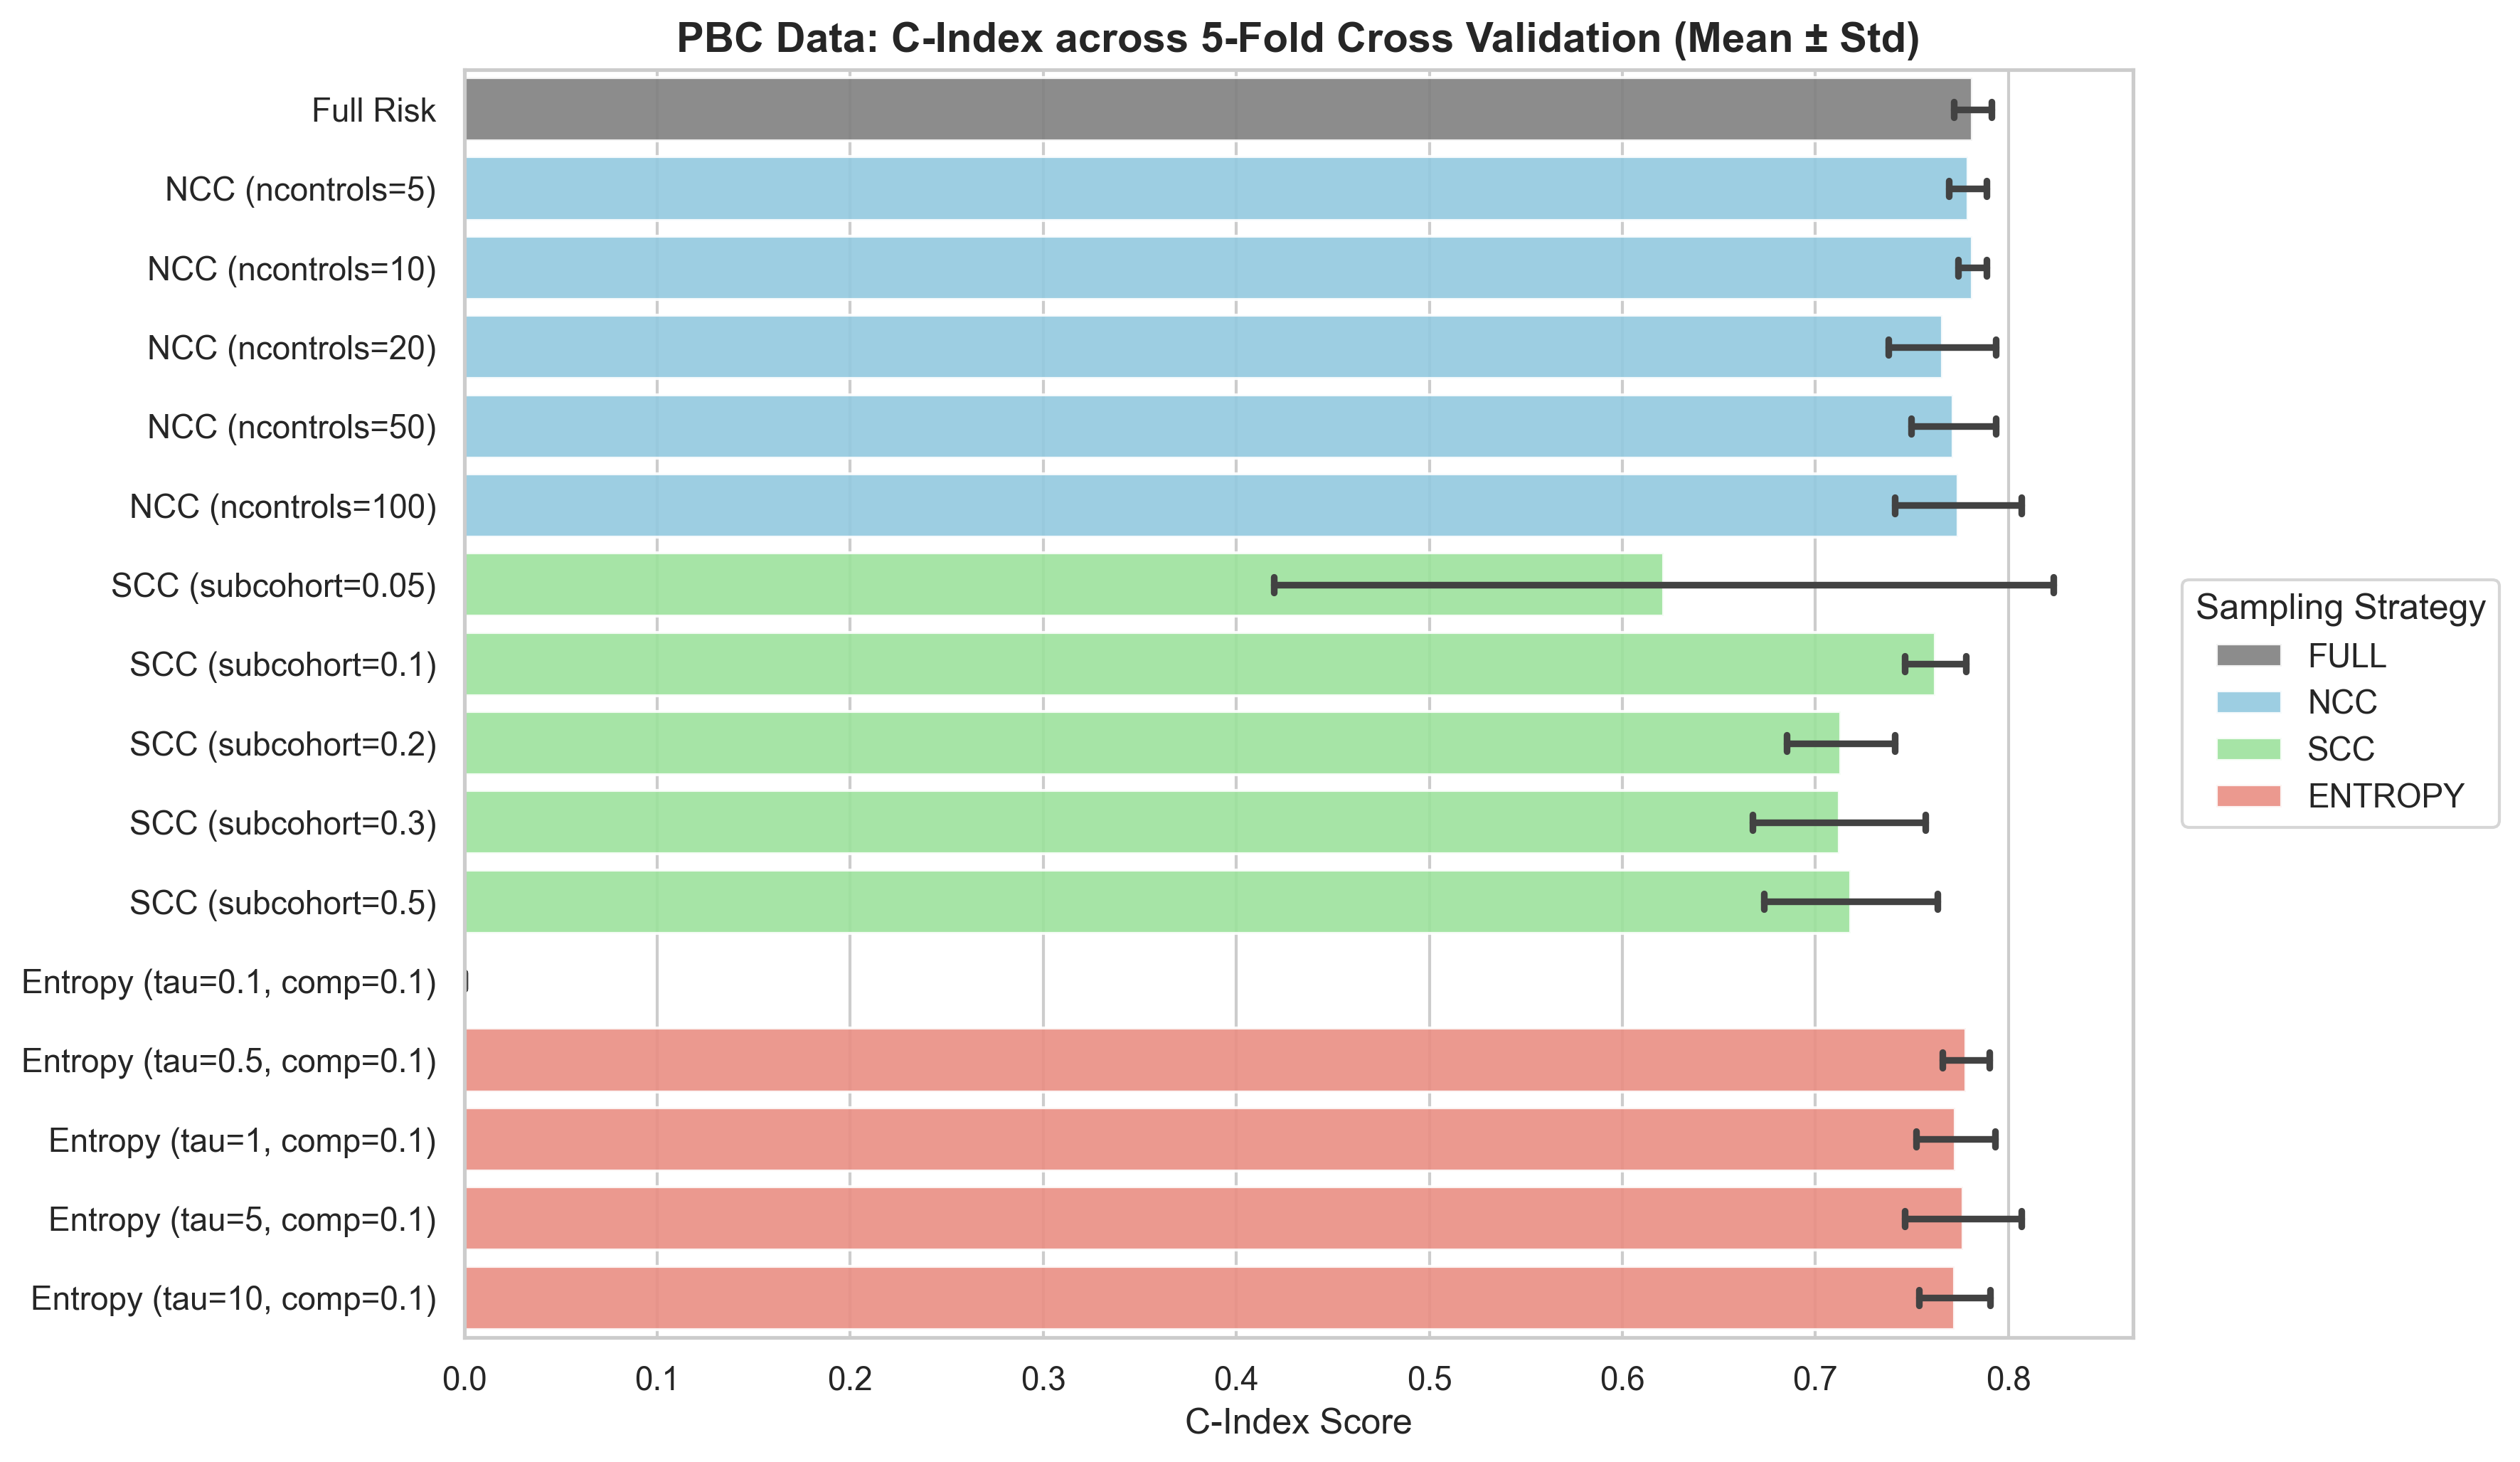 PBC Data: C-Index across 5-Fold Cross Validation (Mean ± Std)
Full Risk
NCC (ncontrols=5)
NCC (ncontrols=10)
NCC (ncontrols=20)
NCC (ncontrols=50)
NCC (ncontrols=100)
SCC (subcohort=0.05)
SCC (subcohort=0.1)
SCC (subcohort=0.2)
SCC (subcohort=0.3)
SCC (subcohort=0.5)
Entropy (tau=0.1, comp=0.1)
Entropy (tau=0.5, comp=0.1)
Entropy (tau=1, comp=0.1)
Entropy (tau=5, comp=0.1)
Entropy (tau=10, comp=0.1)
0.0 0.1 0.2 0.3 0.4 0.5 0.6 0.7 0.8
C-Index Score
Sampling Strategy
FULL
NCC
SCC
ENTROPY